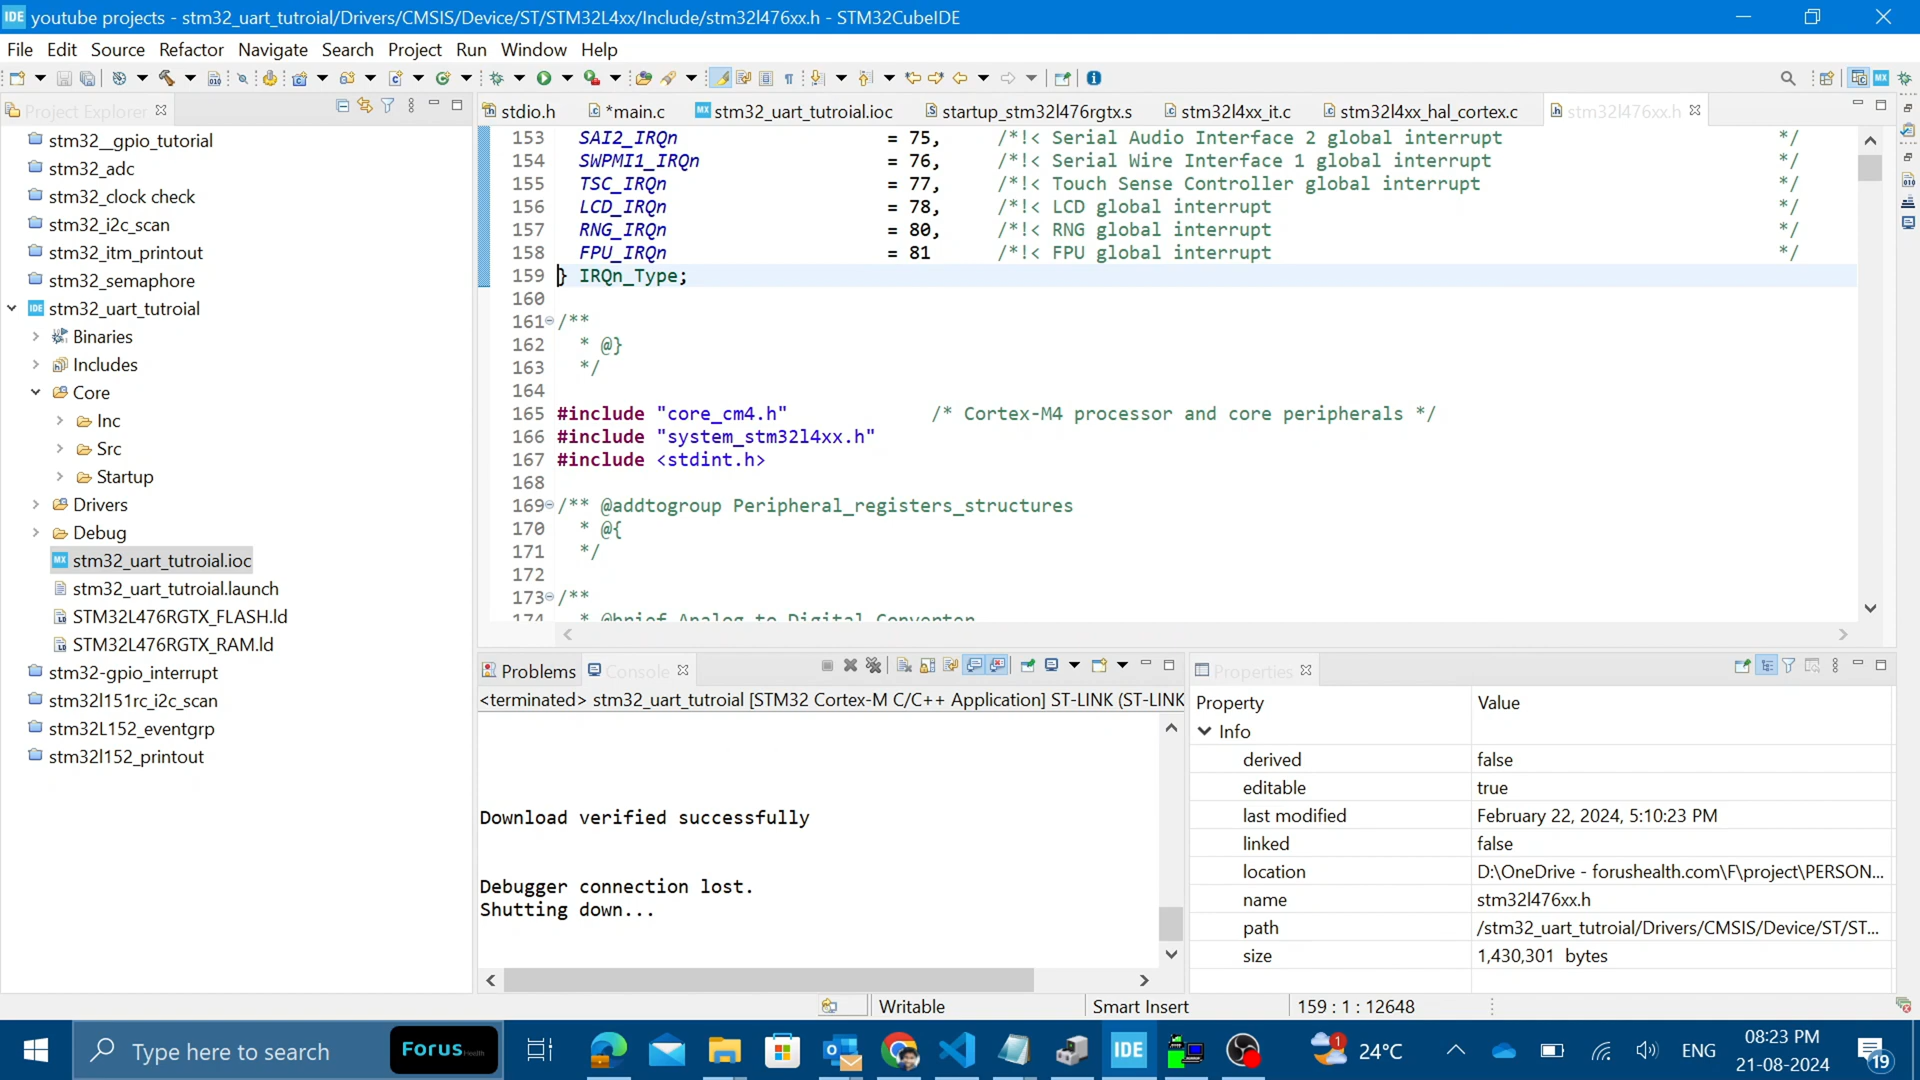 IDE youtube projects - stm32_uart_tutroial/Drivers/CMSIS/Device/ST/STM32L4xx/Include/stm32l476xx.h - STM32CubeIDE
File Edit Source Refactor Navigate Search Project Run Window Help
Project Explorer
stm32__gpio_tutorial
stm32_adc
stm32_clock check
stm32_i2c_scan
stm32_itm_printout
stm32_semaphore
IDE stm32_uart_tutroial
Binaries
Includes
Core
Inc
Src
Startup
Drivers
Debug
MX stm32_uart_tutroial.ioc
stm32_uart_tutroial.launch
STM32L476RGTX_FLASH.ld
STM32L476RGTX_RAM.ld
stm32-gpio_interrupt
stm32l151rc_i2c_scan
stm32L152_eventgrp
stm32l152_printout
stdio.h *main.c MX stm32_uart_tutroial.ioc startup_stm32l476rgtx.s stm32l4xx_it.c stm32l4xx_hal_cortex.c stm32l476xx.h
153 SAI2_IRQn = 75, /*!< Serial Audio Interface 2 global interrupt */
154 SWPMI1_IRQn = 76, /*!< Serial Wire Interface 1 global interrupt */
155 TSC_IRQn = 77, /*!< Touch Sense Controller global interrupt */
156 LCD_IRQn = 78, /*!< LCD global interrupt */
157 RNG_IRQn = 80, /*!< RNG global interrupt */
158 FPU_IRQn = 81 /*!< FPU global interrupt */
159 } IRQn_Type;
160
161 /**
162 * @}
163 */
164
165 #include "core_cm4.h" /* Cortex-M4 processor and core peripherals */
166 #include "system_stm32l4xx.h"
167 #include <stdint.h>
168
169 /** @addtogroup Peripheral_registers_structures
170 * @{
171 */
172
173 /**
174 * @brief Analog to Digital Converter
Problems Console
<terminated> stm32_uart_tutroial [STM32 Cortex-M C/C++ Application] ST-LINK (ST-LINK
Download verified successfully
Debugger connection lost.
Shutting down...
Properties
Property Value
Info
derived false
editable true
last modified February 22, 2024, 5:10:23 PM
linked false
location D:\OneDrive - forushealth.com\F\project\PERSON...
name stm32l476xx.h
path /stm32_uart_tutroial/Drivers/CMSIS/Device/ST/ST...
size 1,430,301 bytes
Writable Smart Insert 159 : 1 : 12648
Type here to search
Forus Health
IDE
1
24°C
ENG
08:23 PM
21-08-2024
19